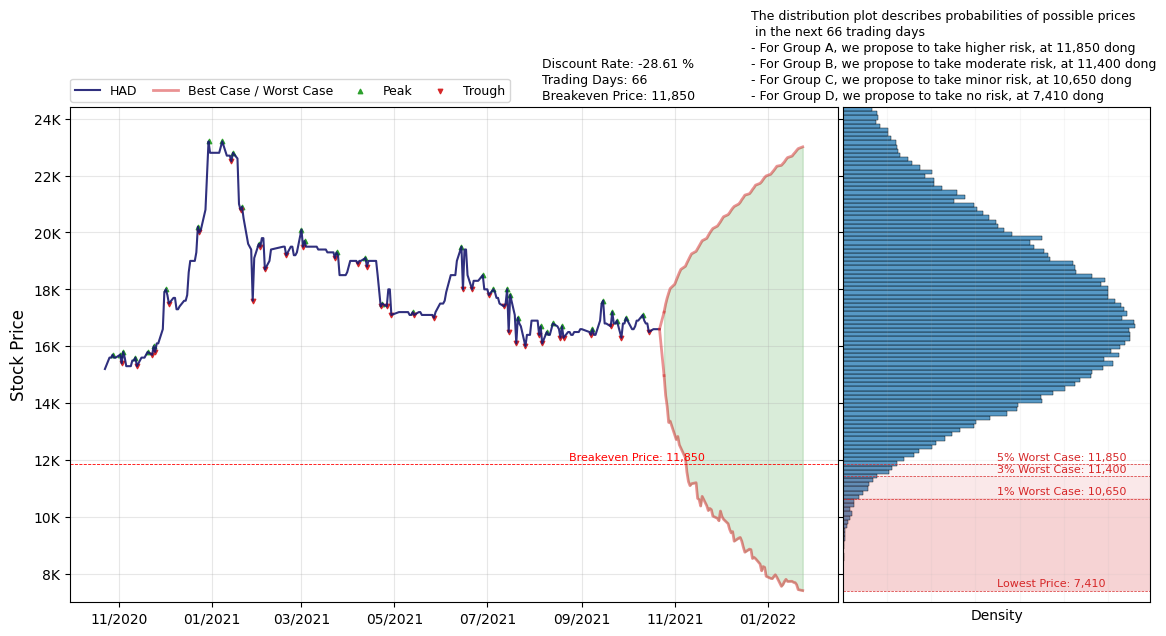 The distribution plot describes probabilities of possible prices
in the next 66 trading days
- For Group A, we propose to take higher risk, at 11,850 dong
- For Group B, we propose to take moderate risk, at 11,400 dong
- For Group C, we propose to take minor risk, at 10,650 dong
- For Group D, we propose to take no risk, at 7,410 dong
Discount Rate: -28.61 %
Trading Days: 66
Breakeven Price: 11,850
HAD Best Case / Worst Case Peak Trough
Stock Price
24K
22K
20K
18K
16K
14K
12K
10K
8K
Breakeven Price: 11,850
5% Worst Case: 11,850
3% Worst Case: 11,400
1% Worst Case: 10,650
Lowest Price: 7,410
11/2020 01/2021 03/2021 05/2021 07/2021 09/2021 11/2021 01/2022
Density